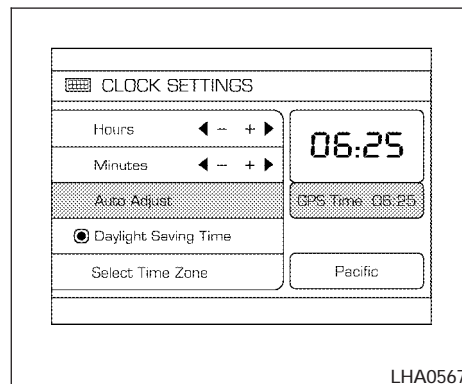 CLOCK SETTINGS
Hours - +
Minutes - +
06:25
Auto Adjust
GPS Time 06:25
Daylight Saving Time
Select Time Zone
Pacific
LHA0567